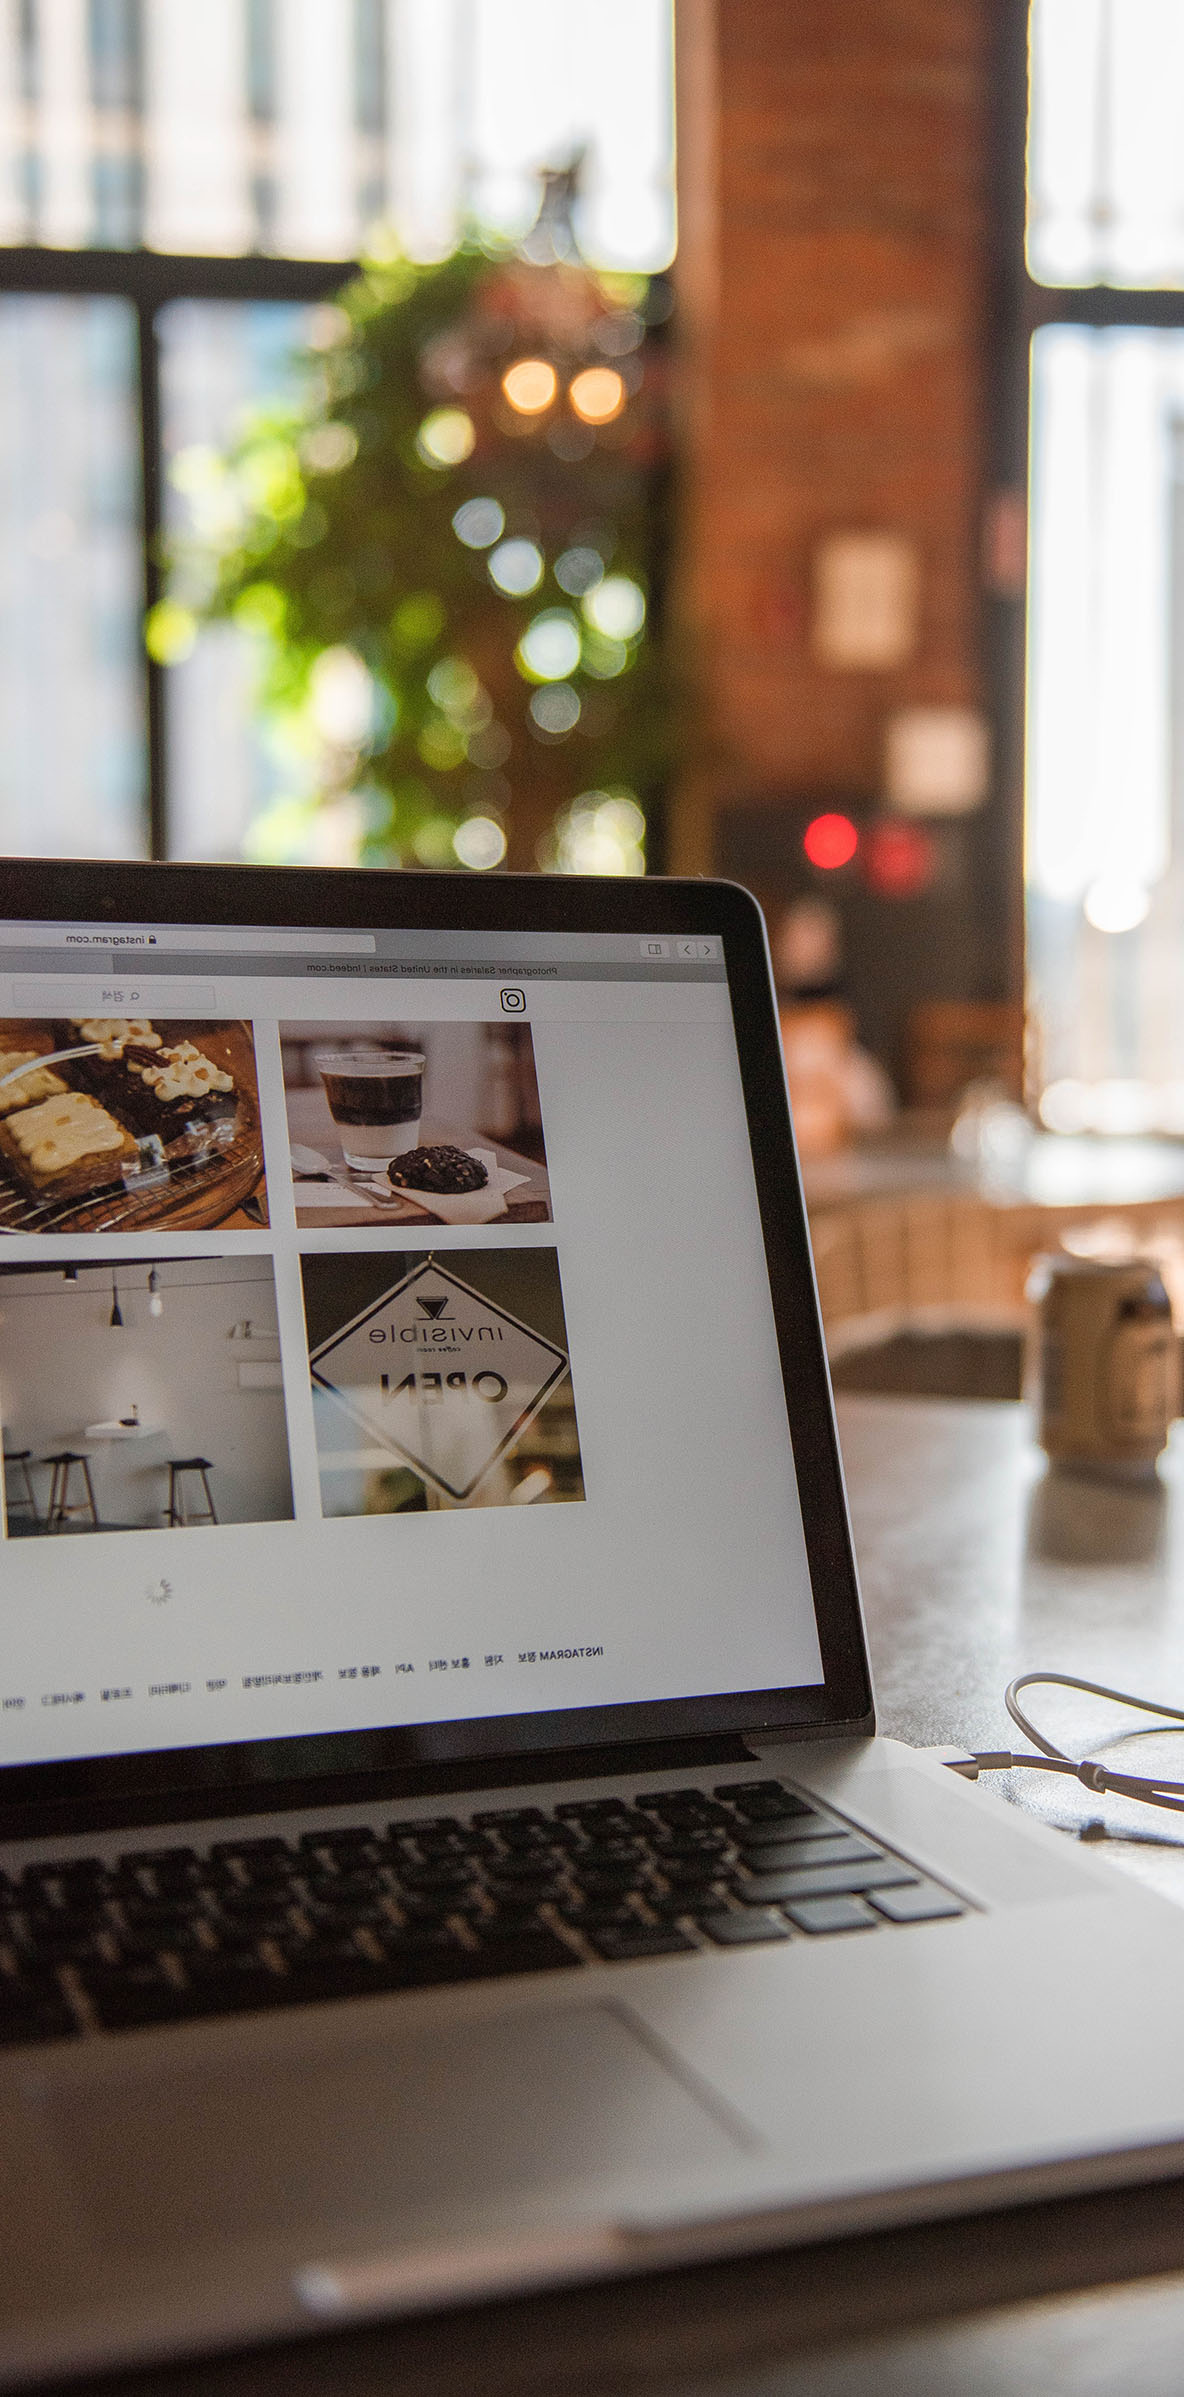 instagram.com
Photographer Salaries in the United States | Indeed.com
검색
invisible
coffee
OPEN
INSTAGRAM 정보 지원 홍보 센터 API 채용 정보 개인정보처리방침 약관 디렉터리 프로필 해시태그 언어